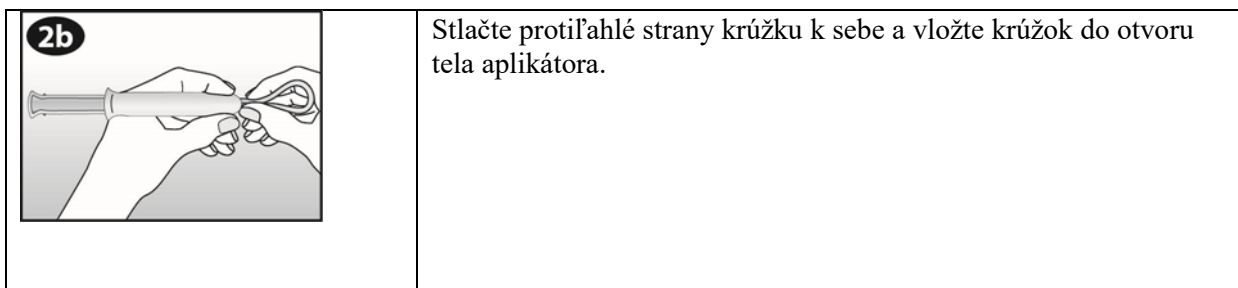 2b
Stlačte protiľahlé strany krúžku k sebe a vložte krúžok do otvoru
tela aplikátora.